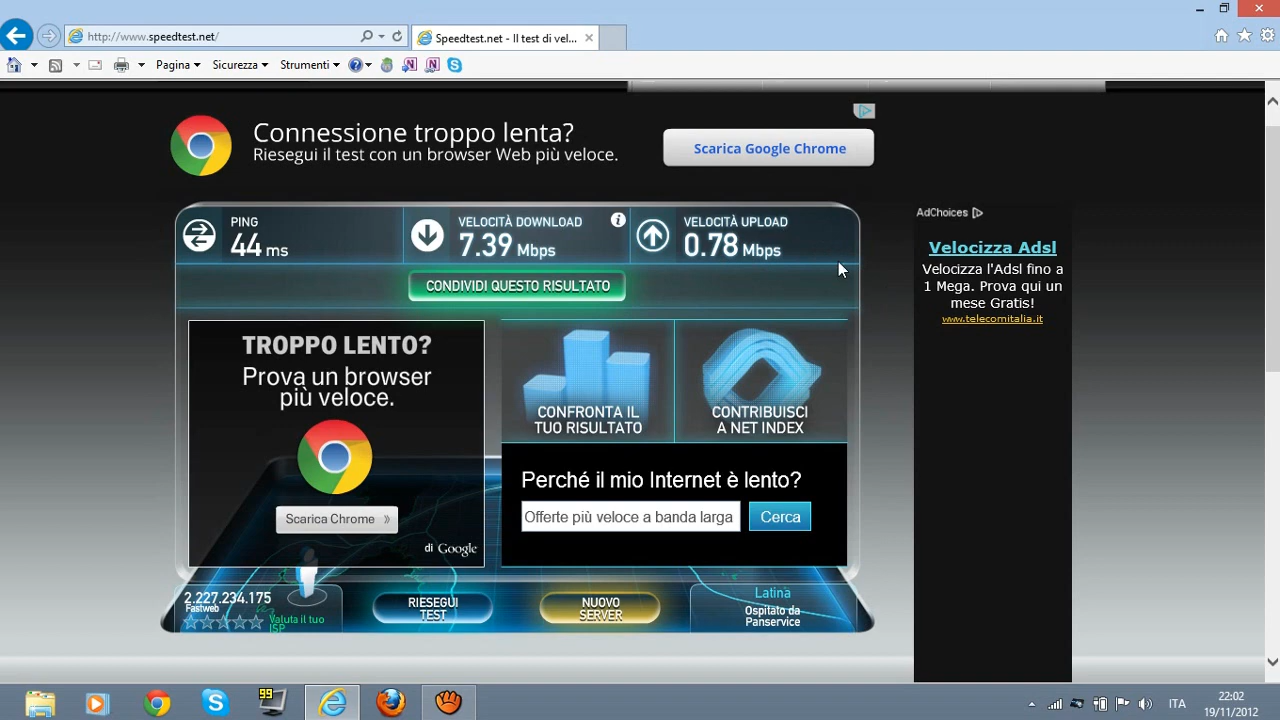 http://www.speedtest.net/
Speedtest.net - Il test di vel...
Pagina
Sicurezza
Strumenti
Connessione troppo lenta?
Riesegui il test con un browser Web più veloce.
Scarica Google Chrome
PING
44 ms
VELOCITÀ DOWNLOAD
7.39 Mbps
VELOCITÀ UPLOAD
0.78 Mbps
CONDIVIDI QUESTO RISULTATO
AdChoices
Velocizza Adsl
Velocizza l'Adsl fino a
1 Mega. Prova qui un
mese Gratis!
www.telecomitalia.it
TROPPO LENTO?
Prova un browser
più veloce.
Scarica Chrome »
di Google
CONFRONTA IL
TUO RISULTATO
CONTRIBUISCI
A NET INDEX
Perché il mio Internet è lento?
Offerte più veloce a banda larga
Cerca
2.227.234.175
Fastweb
Valuta il tuo
ISP
RIESEGUI
TEST
NUOVO
SERVER
Latina
Ospitato da
Panservice
99
ITA
22:02
19/11/2012